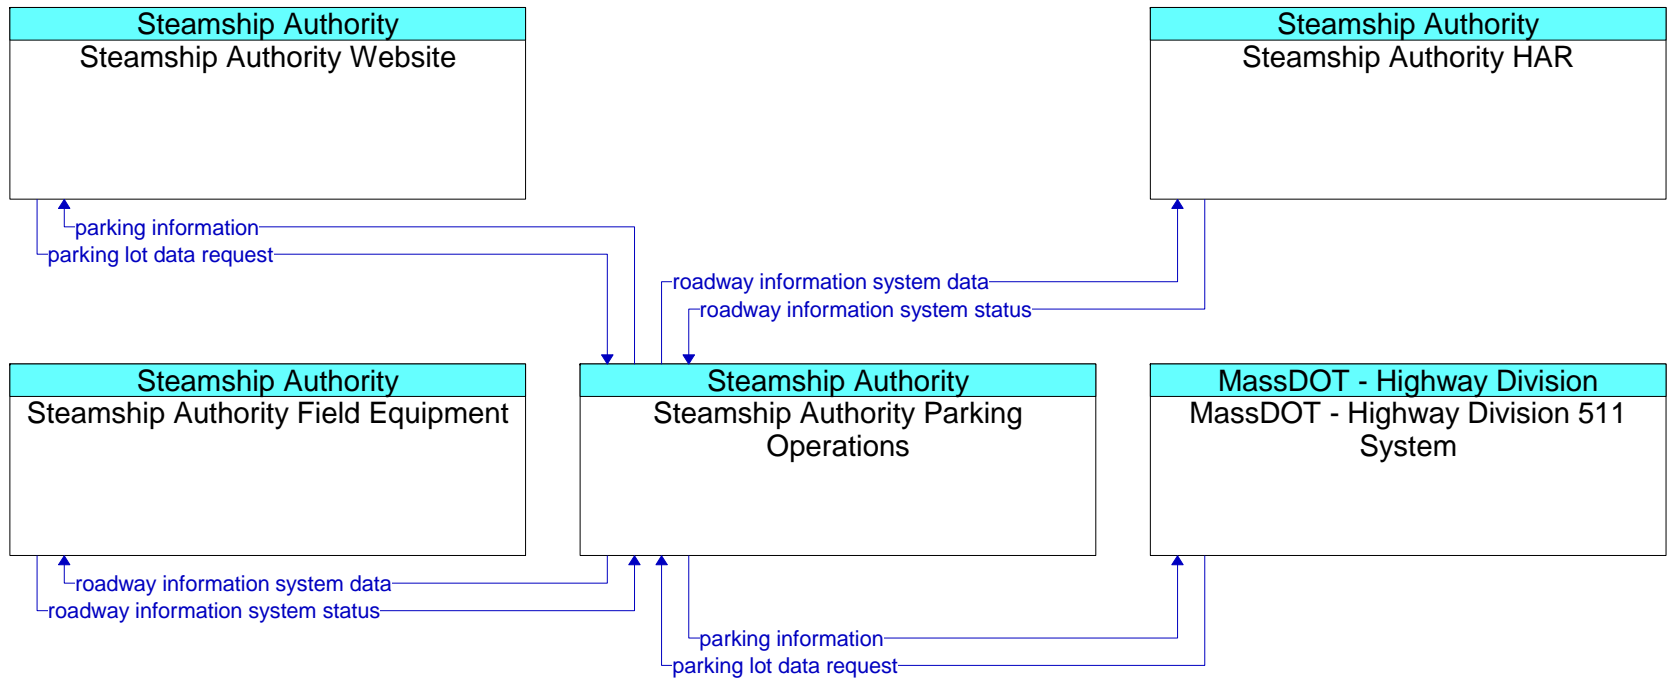 Steamship Authority
Steamship Authority Website
Steamship Authority
Steamship Authority HAR
parking information
parking lot data request
roadway information system data
roadway information system status
Steamship Authority
Steamship Authority Field Equipment
Steamship Authority
Steamship Authority Parking
Operations
MassDOT - Highway Division
MassDOT - Highway Division 511
System
roadway information system data
roadway information system status
parking information
parking lot data request